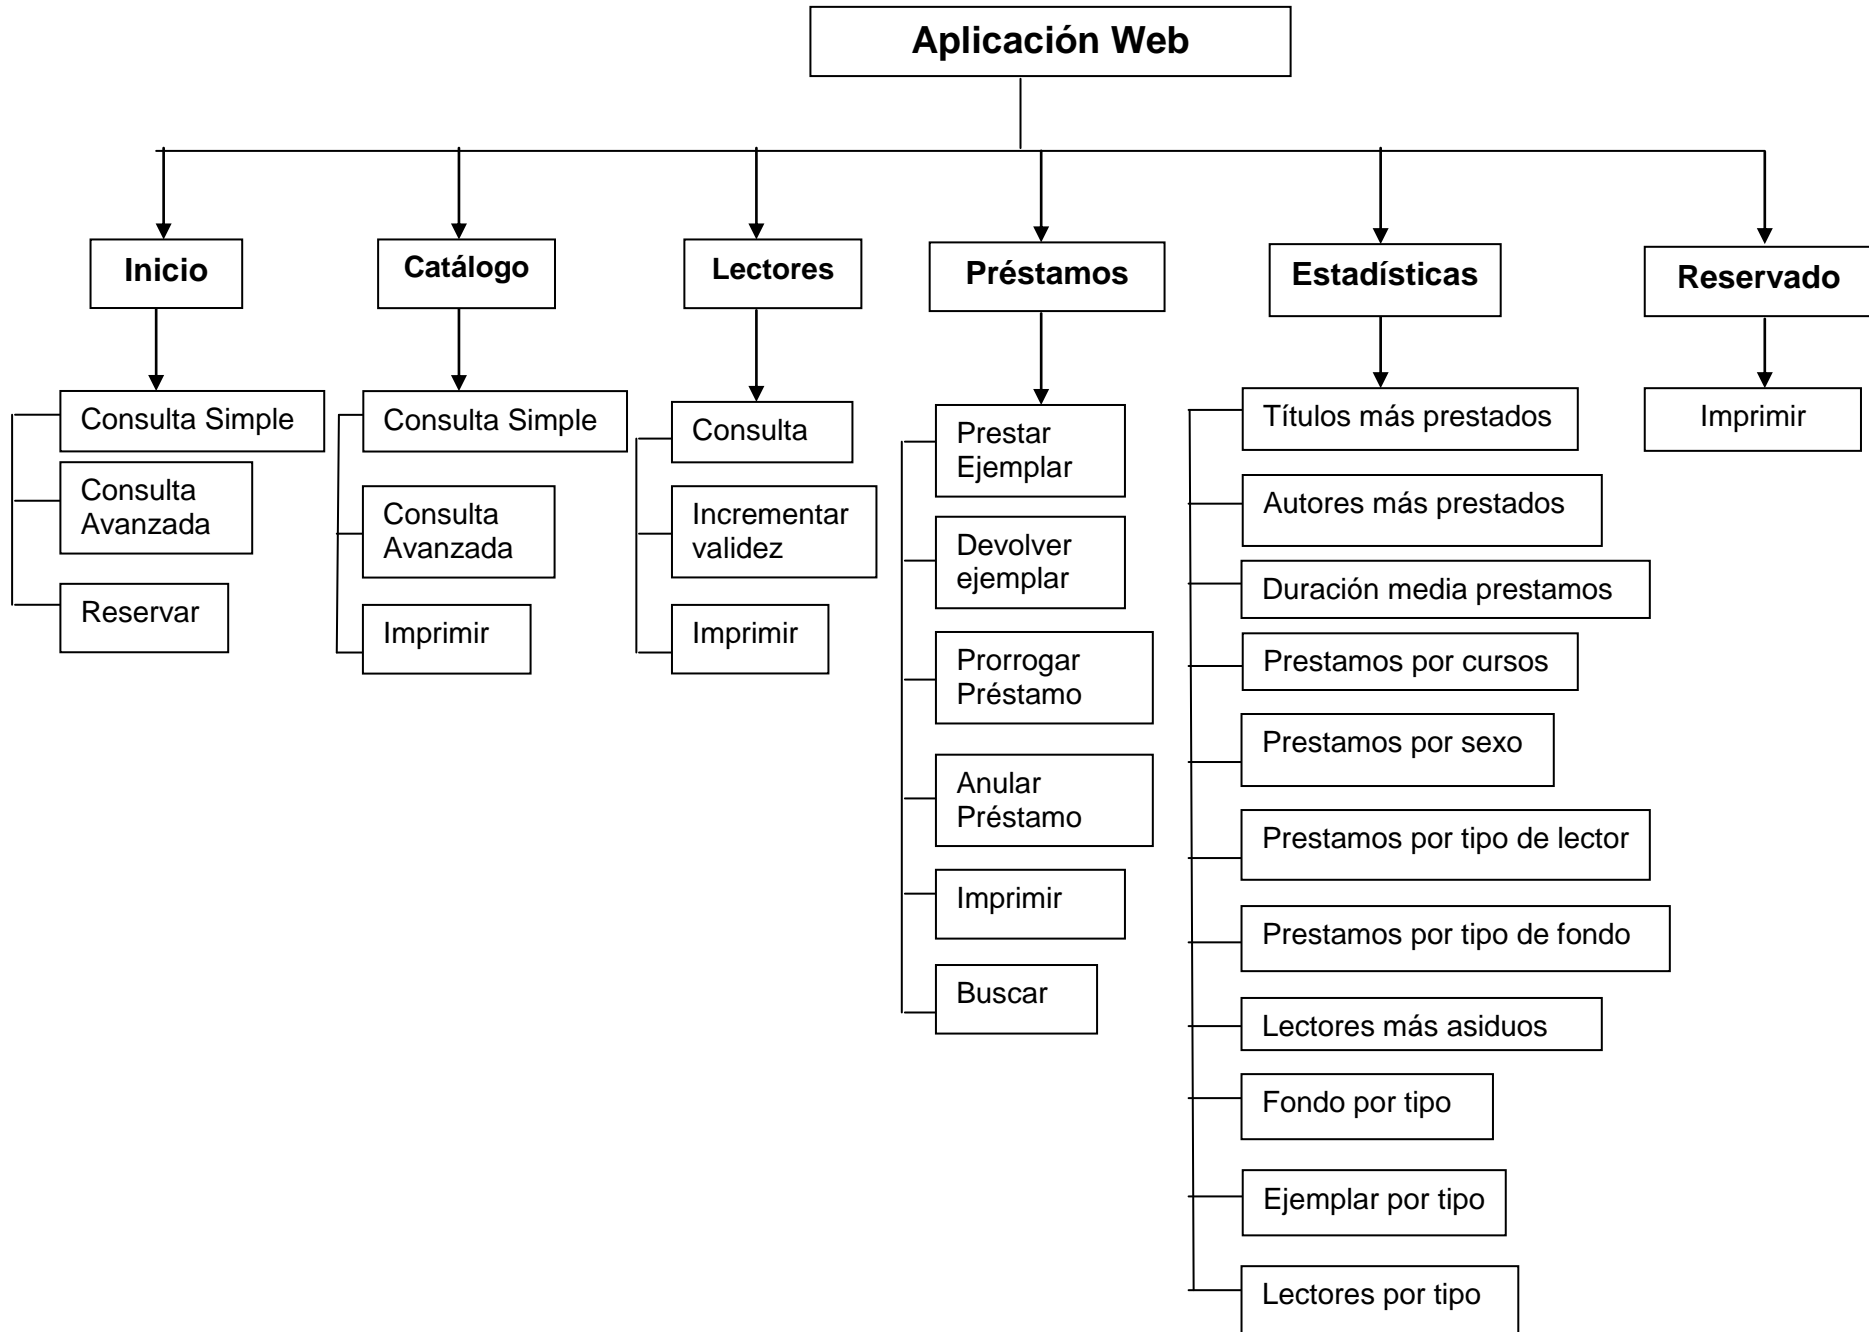 Aplicación Web
Inicio
Catálogo
Lectores
Préstamos
Estadísticas
Reservado
Consulta Simple
Consulta
Avanzada
Reservar
Consulta Simple
Consulta
Avanzada
Imprimir
Consulta
Incrementar
validez
Imprimir
Prestar
Ejemplar
Devolver
ejemplar
Prorrogar
Préstamo
Anular
Préstamo
Imprimir
Buscar
Títulos más prestados
Autores más prestados
Duración media prestamos
Prestamos por cursos
Prestamos por sexo
Prestamos por tipo de lector
Prestamos por tipo de fondo
Lectores más asiduos
Fondo por tipo
Ejemplar por tipo
Lectores por tipo
Imprimir